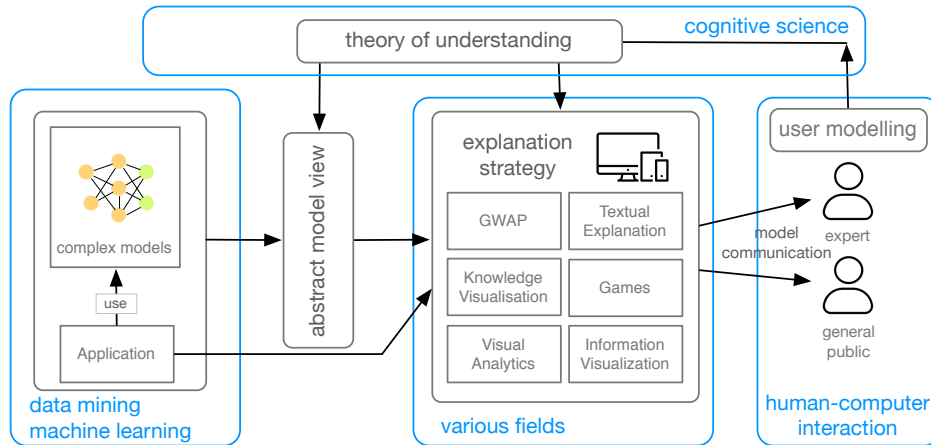 cognitive science
theory of understanding
complex models
use
Application
data mining
machine learning
abstract model view
explanation
strategy
GWAP
Textual
Explanation
Knowledge
Visualisation
Games
Visual
Analytics
Information
Visualization
various fields
model
communication
user modelling
expert
general
public
human-computer
interaction